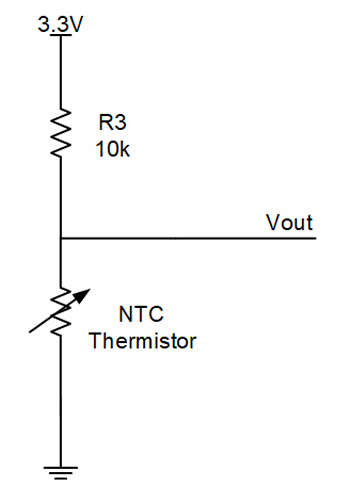 3.3V
R3
10k
Vout
NTC
Thermistor